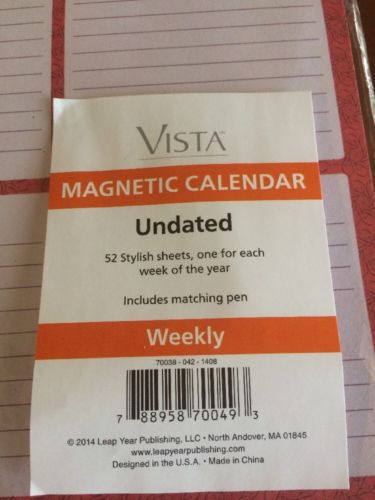 VISTA™
MAGNETIC CALENDAR
Undated
52 Stylish sheets, one for each
week of the year
Includes matching pen
Weekly
70038 - 042 - 1408
7 88958 70049 3
© 2014 Leap Year Publishing, LLC • North Andover, MA 01845
www.leapyearpublishing.com
Designed in the U.S.A. • Made in China